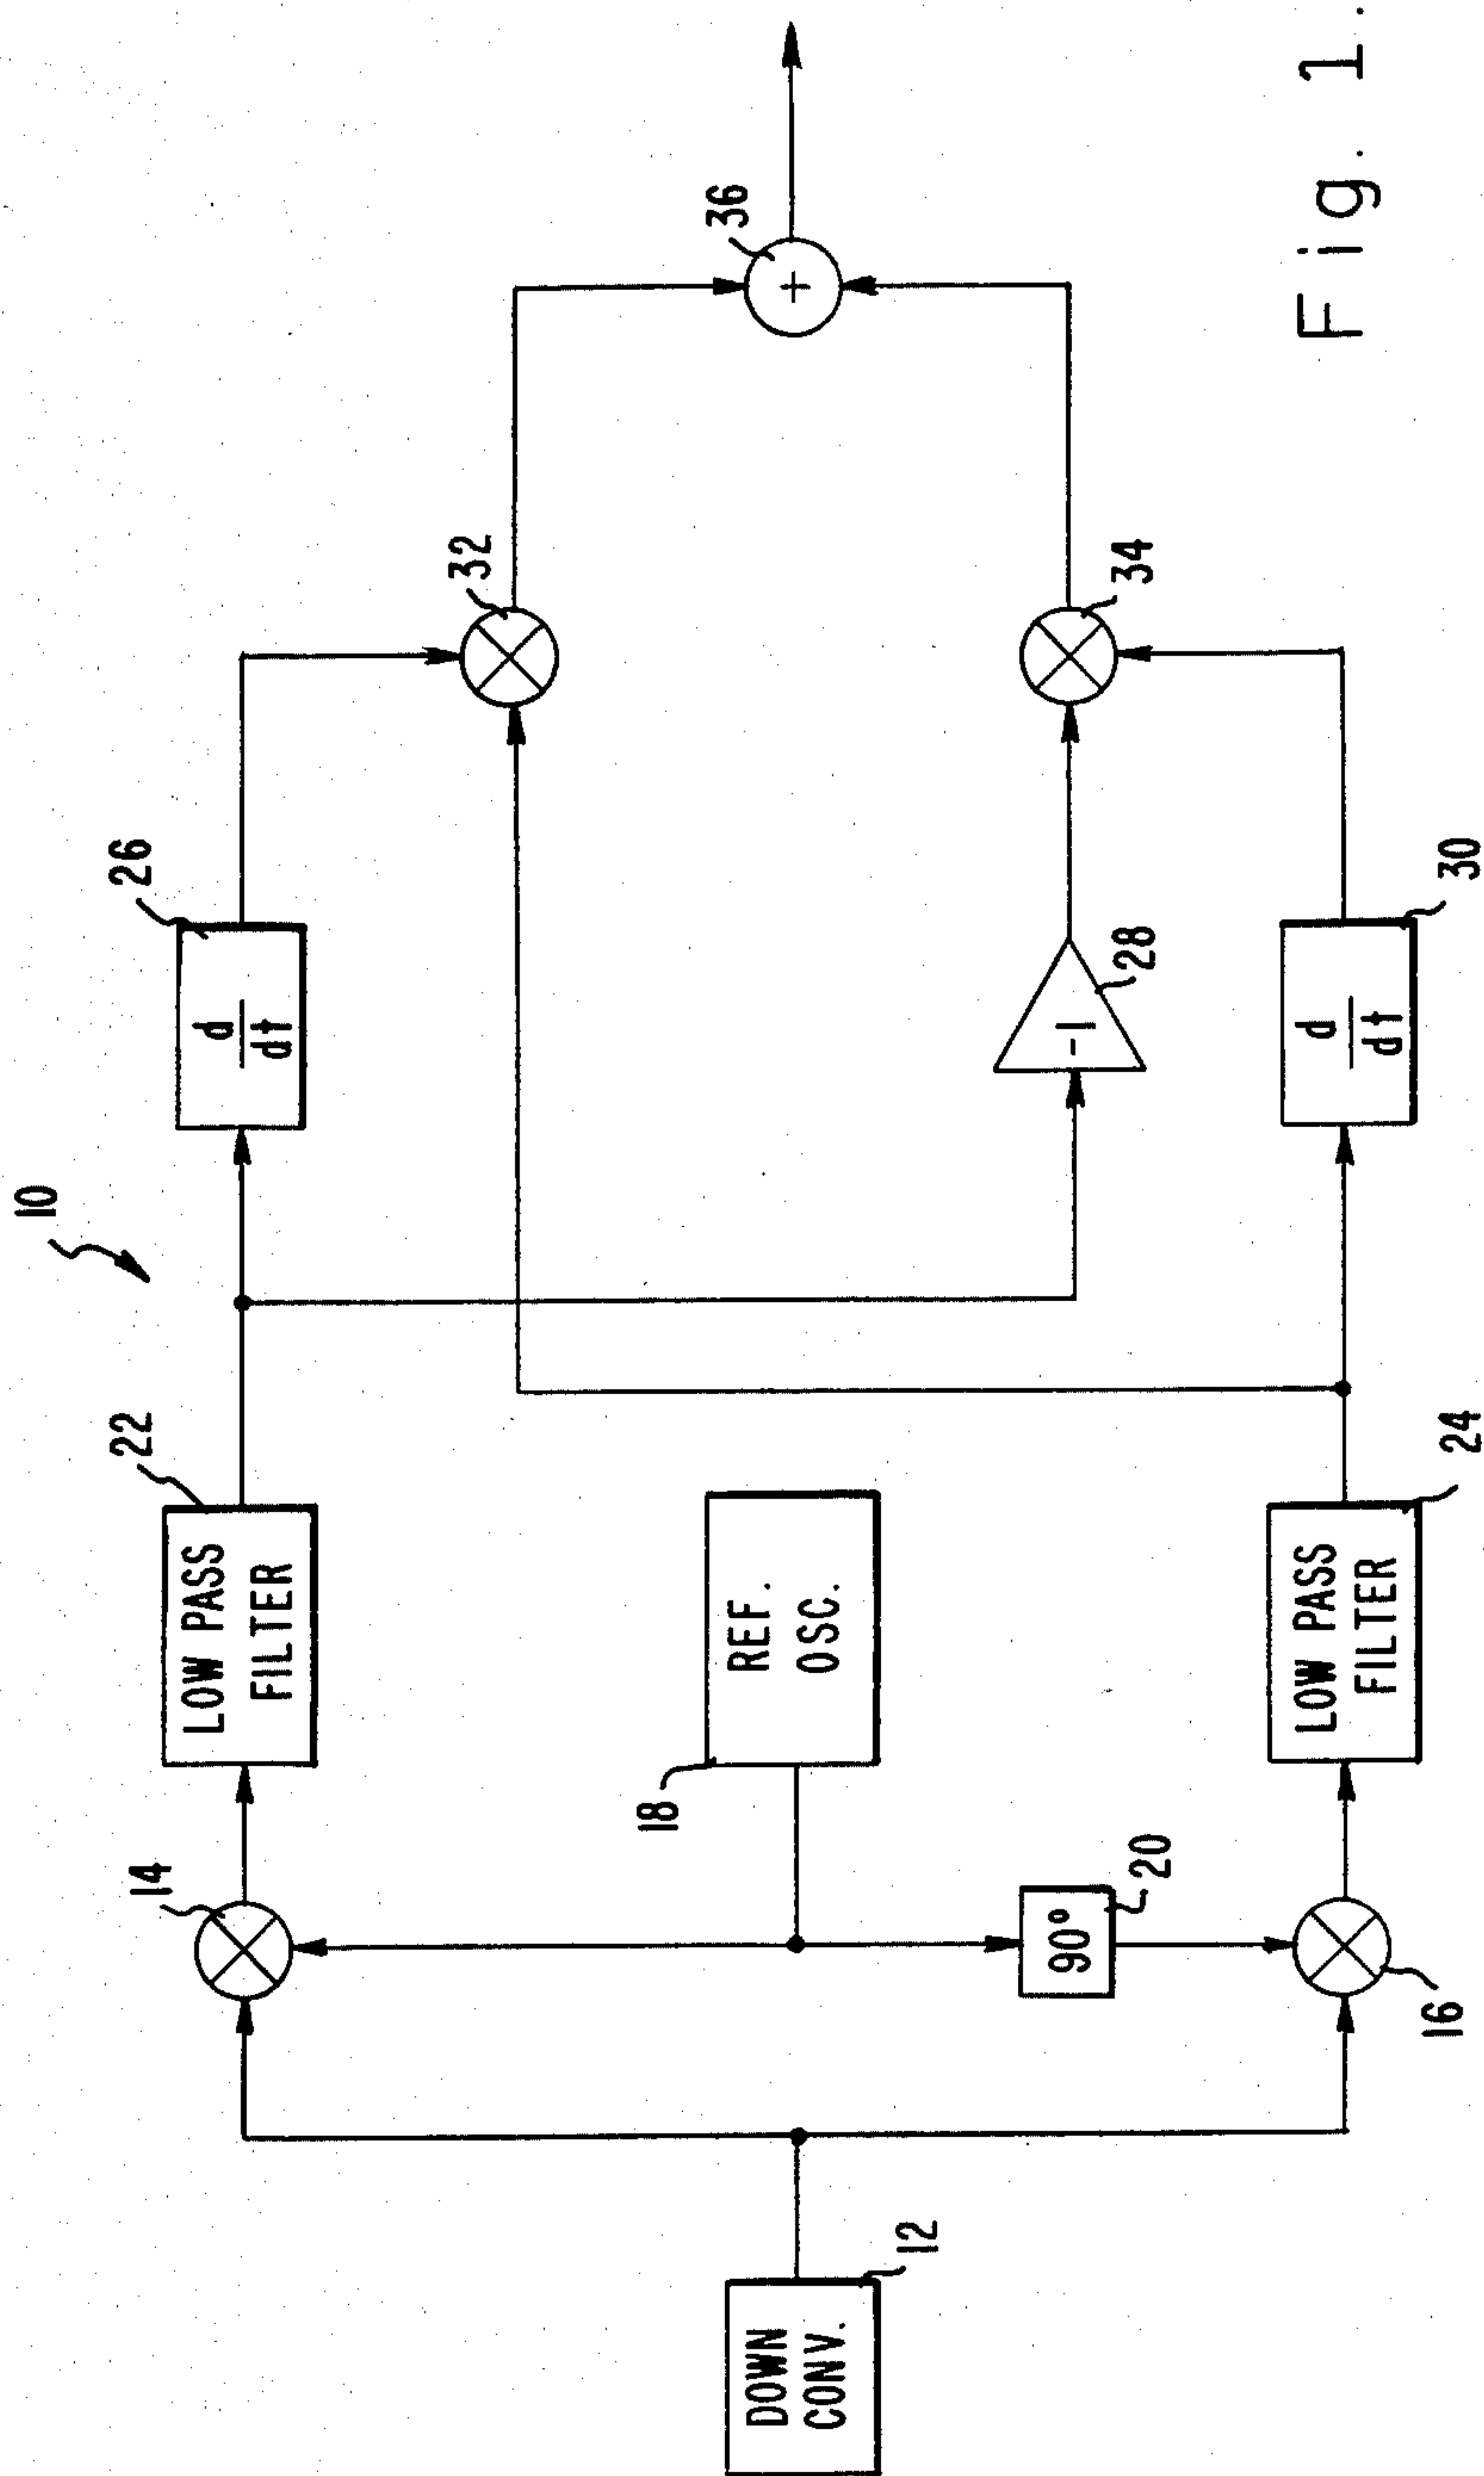 10
DOWN
CONV.
12
14
16
REF.
OSC.
18
90°
20
LOW PASS
FILTER
22
LOW PASS
FILTER
24
d
dt
26
-1
28
d
dt
30
32
34
+
36
Fig. 1.